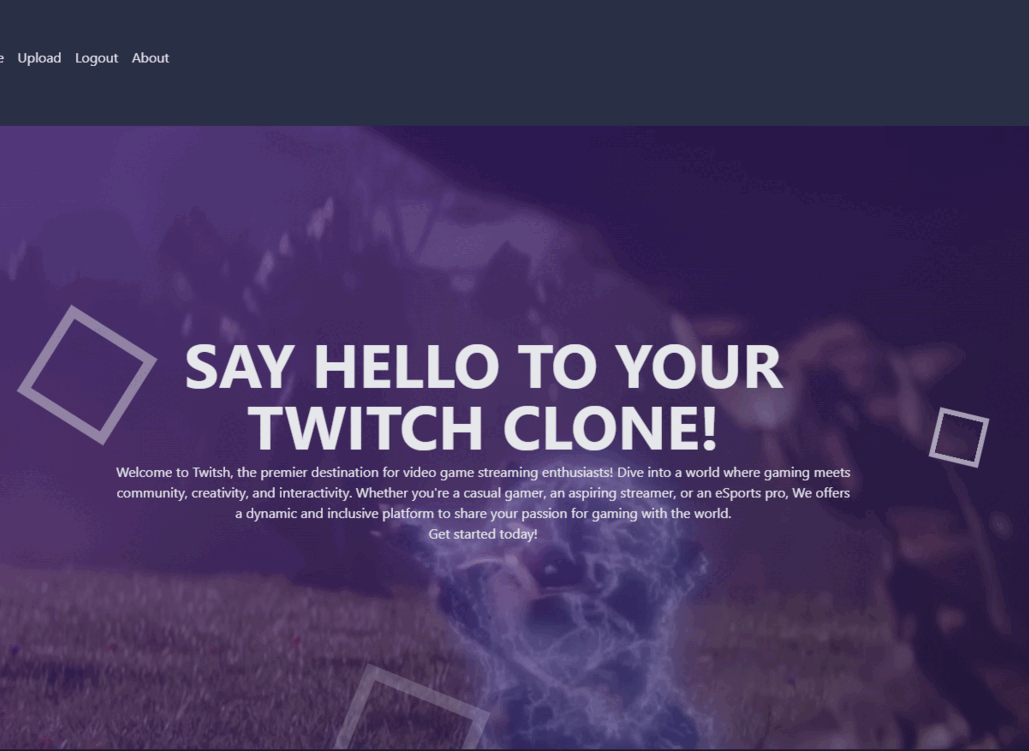 e Upload Logout About
SAY HELLO TO YOUR
TWITCH CLONE!
Welcome to Twitsh, the premier destination for video game streaming enthusiasts! Dive into a world where gaming meets
community, creativity, and interactivity. Whether you're a casual gamer, an aspiring streamer, or an eSports pro, We offers
a dynamic and inclusive platform to share your passion for gaming with the world.
Get started today!